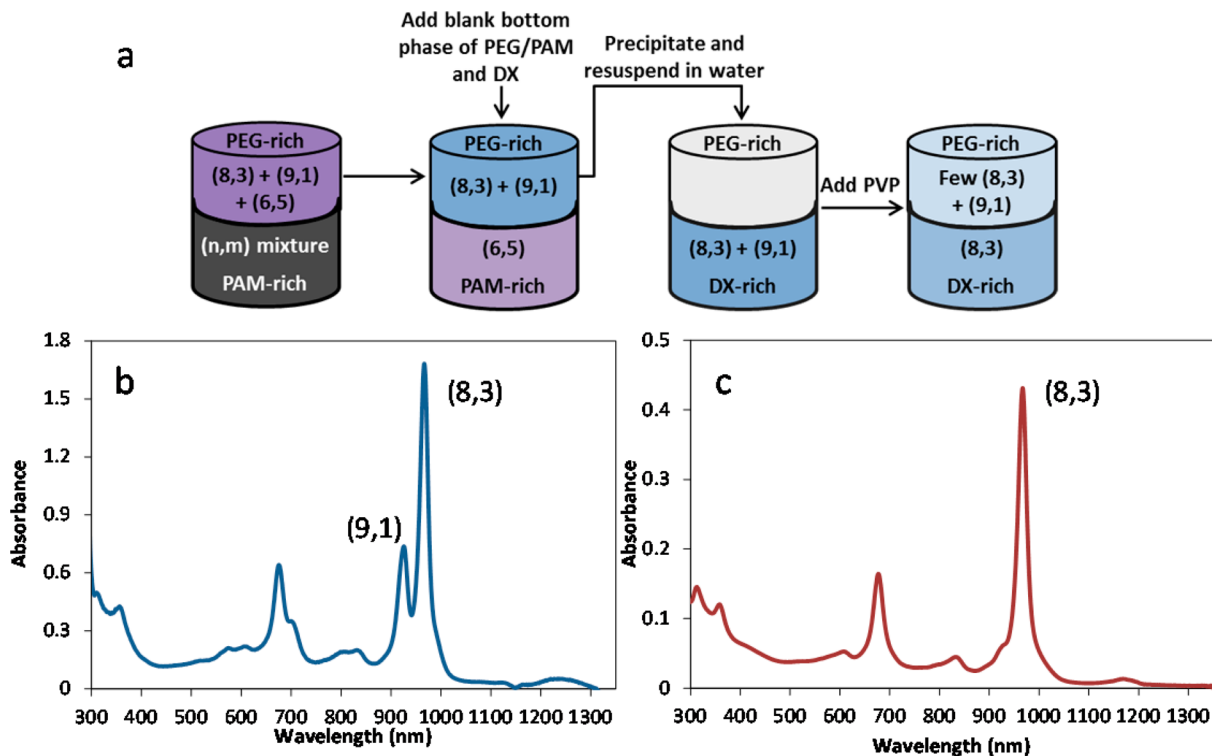 a
Add blank bottom
phase of PEG/PAM
and DX
Precipitate and
resuspend in water
PEG-rich
(8,3) + (9,1)
+ (6,5)
(n,m) mixture
PAM-rich
PEG-rich
(8,3) + (9,1)
(6,5)
PAM-rich
PEG-rich
(8,3) + (9,1)
DX-rich
Add PVP
PEG-rich
Few (8,3)
+ (9,1)
(8,3)
DX-rich
b
(8,3)
(9,1)
Absorbance
1.8
1.5
1.2
0.9
0.6
0.3
0
300 400 500 600 700 800 900 1000 1100 1200 1300
Wavelength (nm)
c
(8,3)
Absorbance
0.5
0.4
0.3
0.2
0.1
0
300 400 500 600 700 800 900 1000 1100 1200 1300
Wavelength (nm)